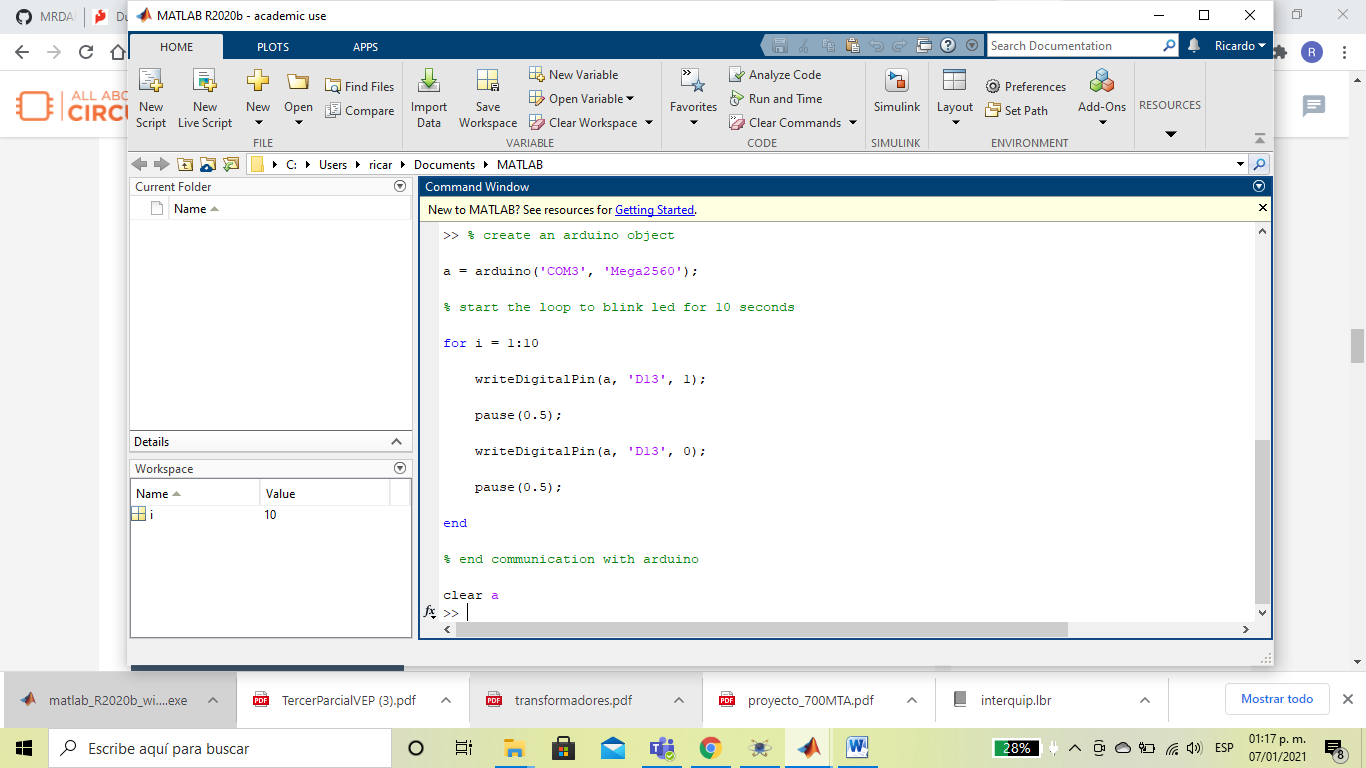 MRDA
Du
MATLAB R2020b - academic use
HOME
PLOTS
APPS
Search Documentation
Ricardo
R
ALL ABO
CIRCU
New Script
New Live Script
New
Open
Find Files
Compare
FILE
Import Data
Save Workspace
New Variable
Open Variable
Clear Workspace
VARIABLE
Favorites
Analyze Code
Run and Time
Clear Commands
CODE
Simulink
SIMULINK
Layout
Preferences
Set Path
Add-Ons
ENVIRONMENT
RESOURCES
C: Users ricar Documents MATLAB
Current Folder
Name
Details
Workspace
Name Value
i 10
Command Window
New to MATLAB? See resources for Getting Started.
>> % create an arduino object
a = arduino('COM3', 'Mega2560');
% start the loop to blink led for 10 seconds
for i = 1:10
writeDigitalPin(a, 'D13', 1);
pause(0.5);
writeDigitalPin(a, 'D13', 0);
pause(0.5);
end
% end communication with arduino
clear a
fx >>
matlab_R2020b_wi....exe
TercerParcialVEP (3).pdf
transformadores.pdf
proyecto_700MTA.pdf
interquip.lbr
Mostrar todo
Escribe aquí para buscar
28%
ESP
01:17 p. m.
07/01/2021
8